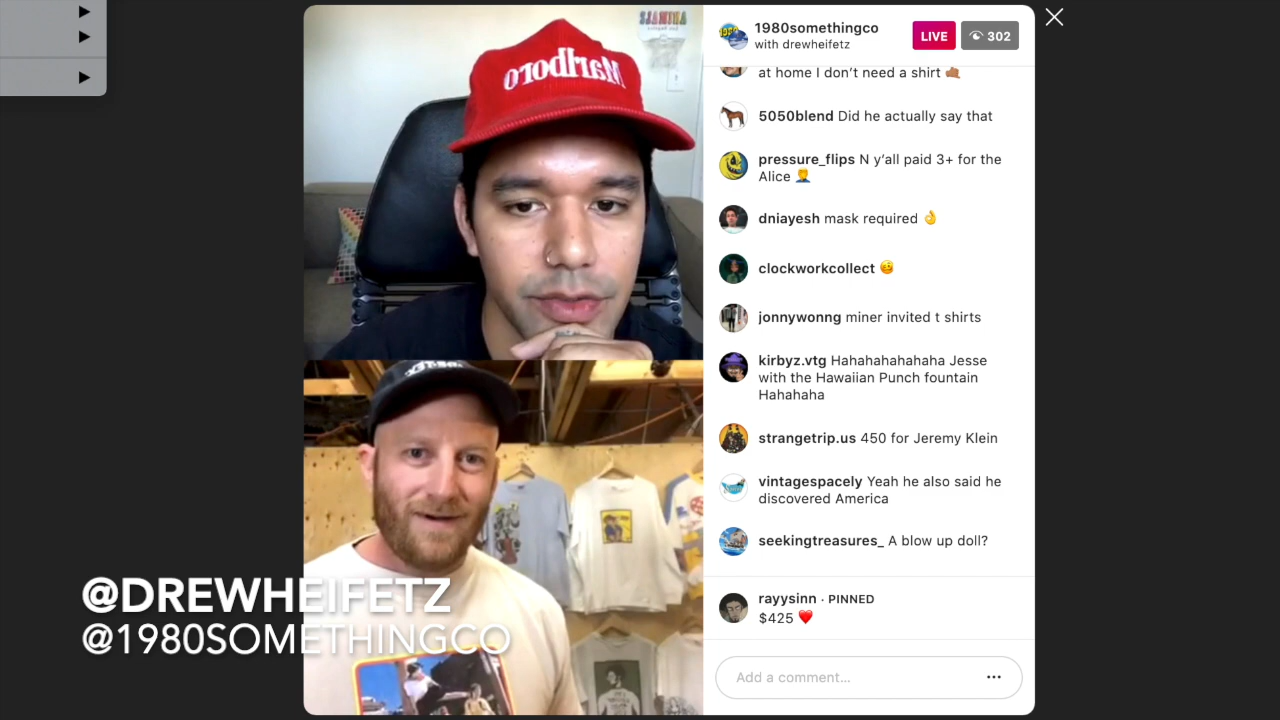 Marlboro
1980somethingco
with drewheifetz
LIVE
302
at home I don’t need a shirt 🤙🏽
5050blend Did he actually say that
pressure_flips N y’all paid 3+ for the
Alice 🤦‍♂️
dniayesh mask required 👌
clockworkcollect 🥴
jonnywonng miner invited t shirts
kirbyz.vtg Hahahahahahaha Jesse
with the Hawaiian Punch fountain
Hahahaha
strangetrip.us 450 for Jeremy Klein
vintagespacely Yeah he also said he
discovered America
seekingtreasures_ A blow up doll?
rayysinn · PINNED
$425 ❤️
Add a comment...
@DREWHEIFETZ
@1980SOMETHINGCO